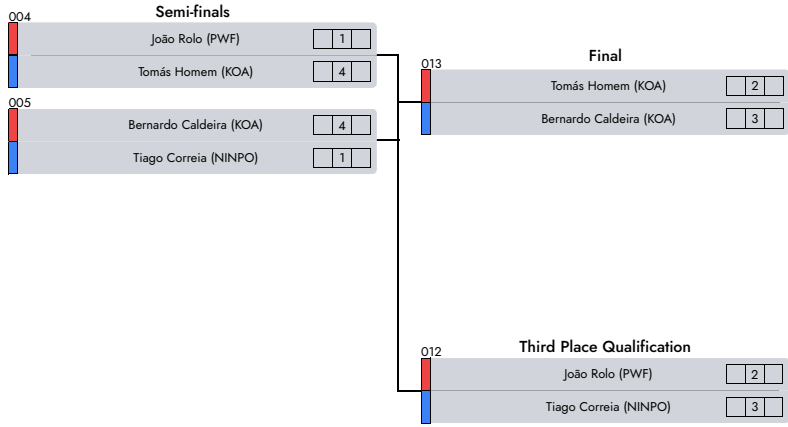 Semi-finals
004
João Rolo (PWF) 1
Tomás Homem (KOA) 4
005
Bernardo Caldeira (KOA) 4
Tiago Correia (NINPO) 1
Final
013
Tomás Homem (KOA) 2
Bernardo Caldeira (KOA) 3
Third Place Qualification
012
João Rolo (PWF) 2
Tiago Correia (NINPO) 3